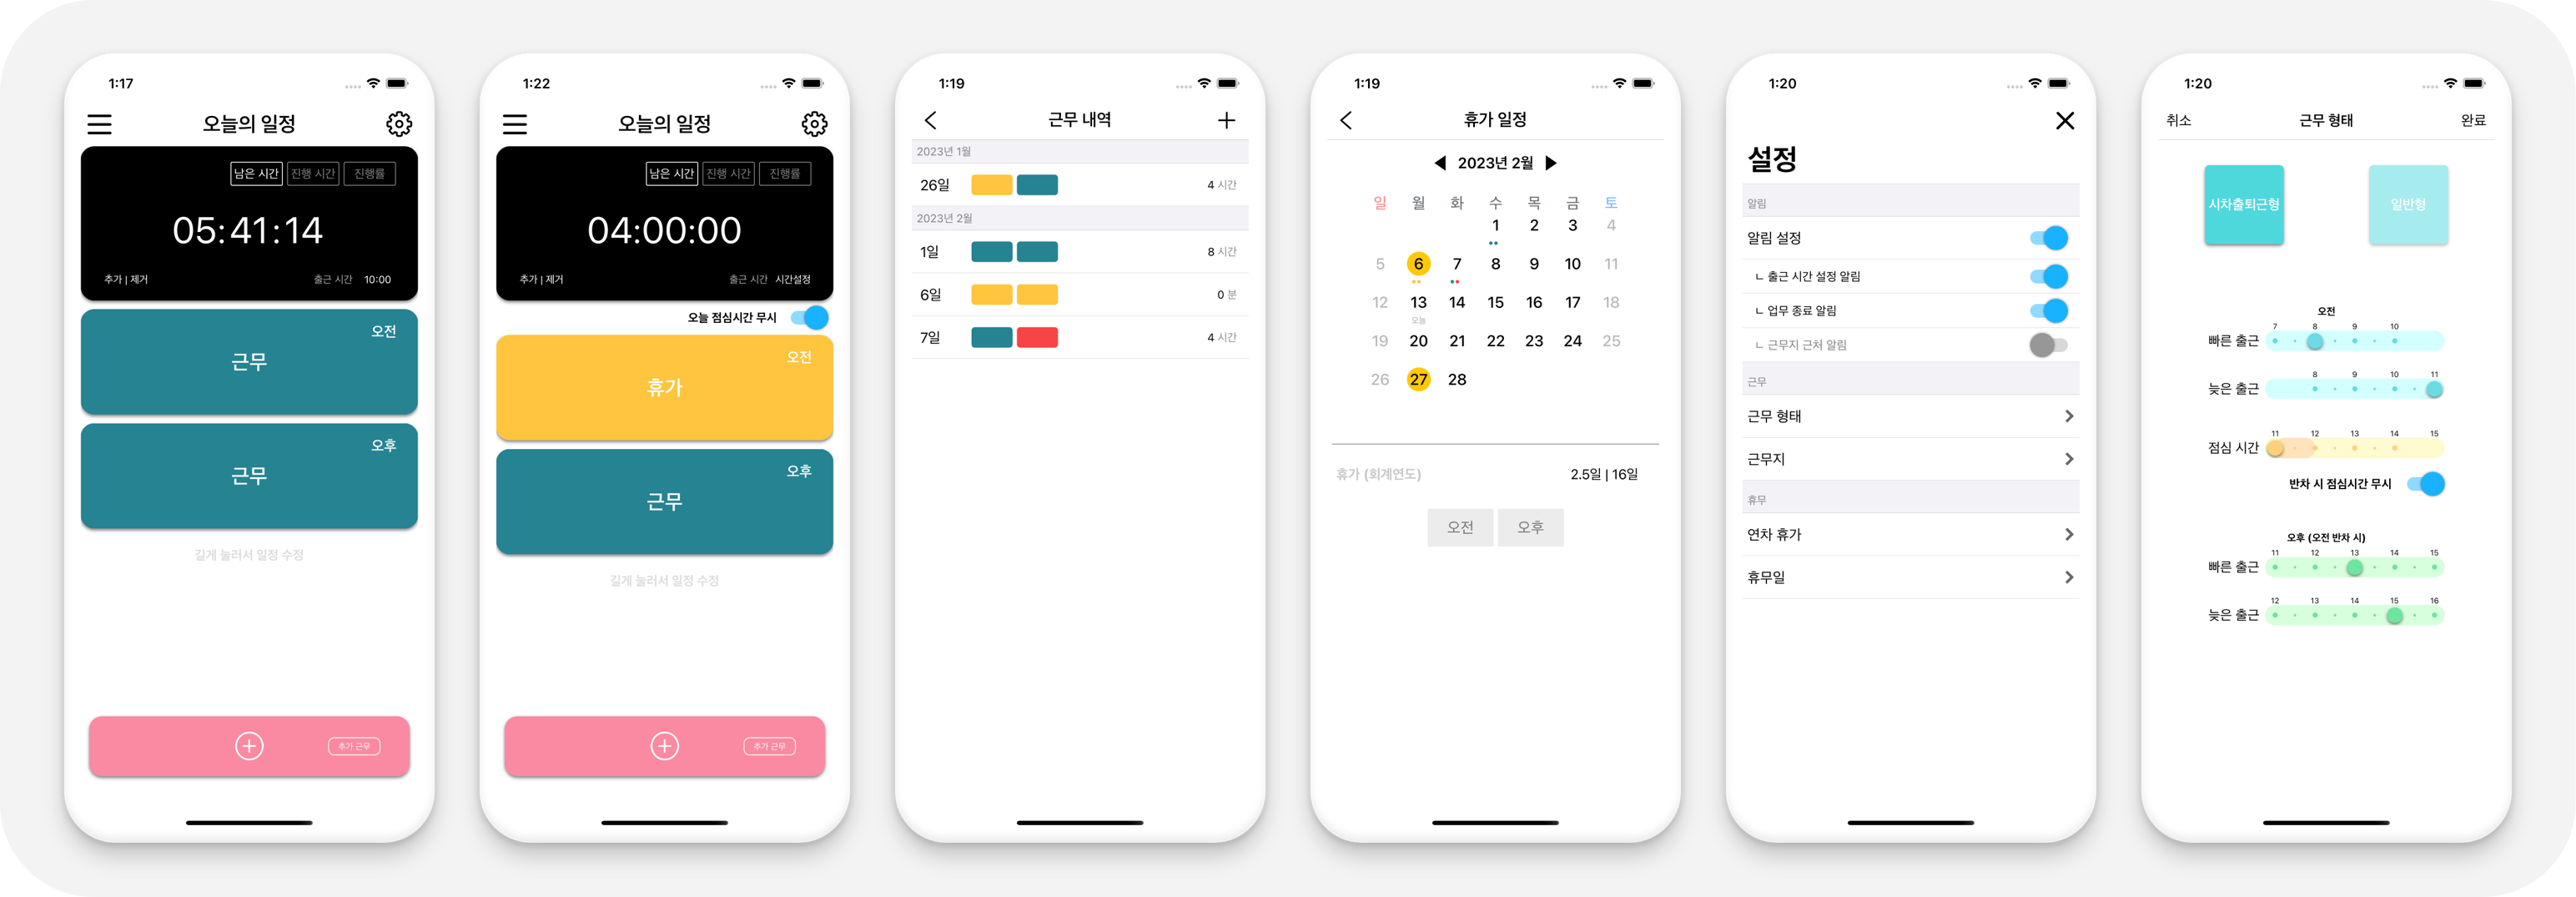 1:17
오늘의 일정
남은 시간 진행 시간 진행률
05:41:14
추가 | 제거 출근 시간 10:00
오전
근무
오후
근무
길게 눌러서 일정 수정
추가 근무
1:22
오늘의 일정
남은 시간 진행 시간 진행률
04:00:00
추가 | 제거 출근 시간 시간설정
오늘 점심시간 무시
오전
휴가
오후
근무
길게 눌러서 일정 수정
추가 근무
1:19
근무 내역
2023년 1월
26일 4 시간
2023년 2월
1일 8 시간
6일 0 분
7일 4 시간
1:19
휴가 일정
2023년 2월
일 월 화 수 목 금 토
1 2 3 4
5 6 7 8 9 10 11
12 13 14 15 16 17 18
오늘
19 20 21 22 23 24 25
26 27 28
휴가 (회계연도) 2.5일 | 16일
오전 오후
1:20
설정
알림
알림 설정
ㄴ 출근 시간 설정 알림
ㄴ 업무 종료 알림
ㄴ 근무지 근처 알림
근무
근무 형태
근무지
휴무
연차 휴가
휴무일
1:20
취소 근무 형태 완료
시차출퇴근형 일반형
오전
7 8 9 10
빠른 출근
8 9 10 11
늦은 출근
11 12 13 14 15
점심 시간
반차 시 점심시간 무시
오후 (오전 반차 시)
11 12 13 14 15
빠른 출근
12 13 14 15 16
늦은 출근